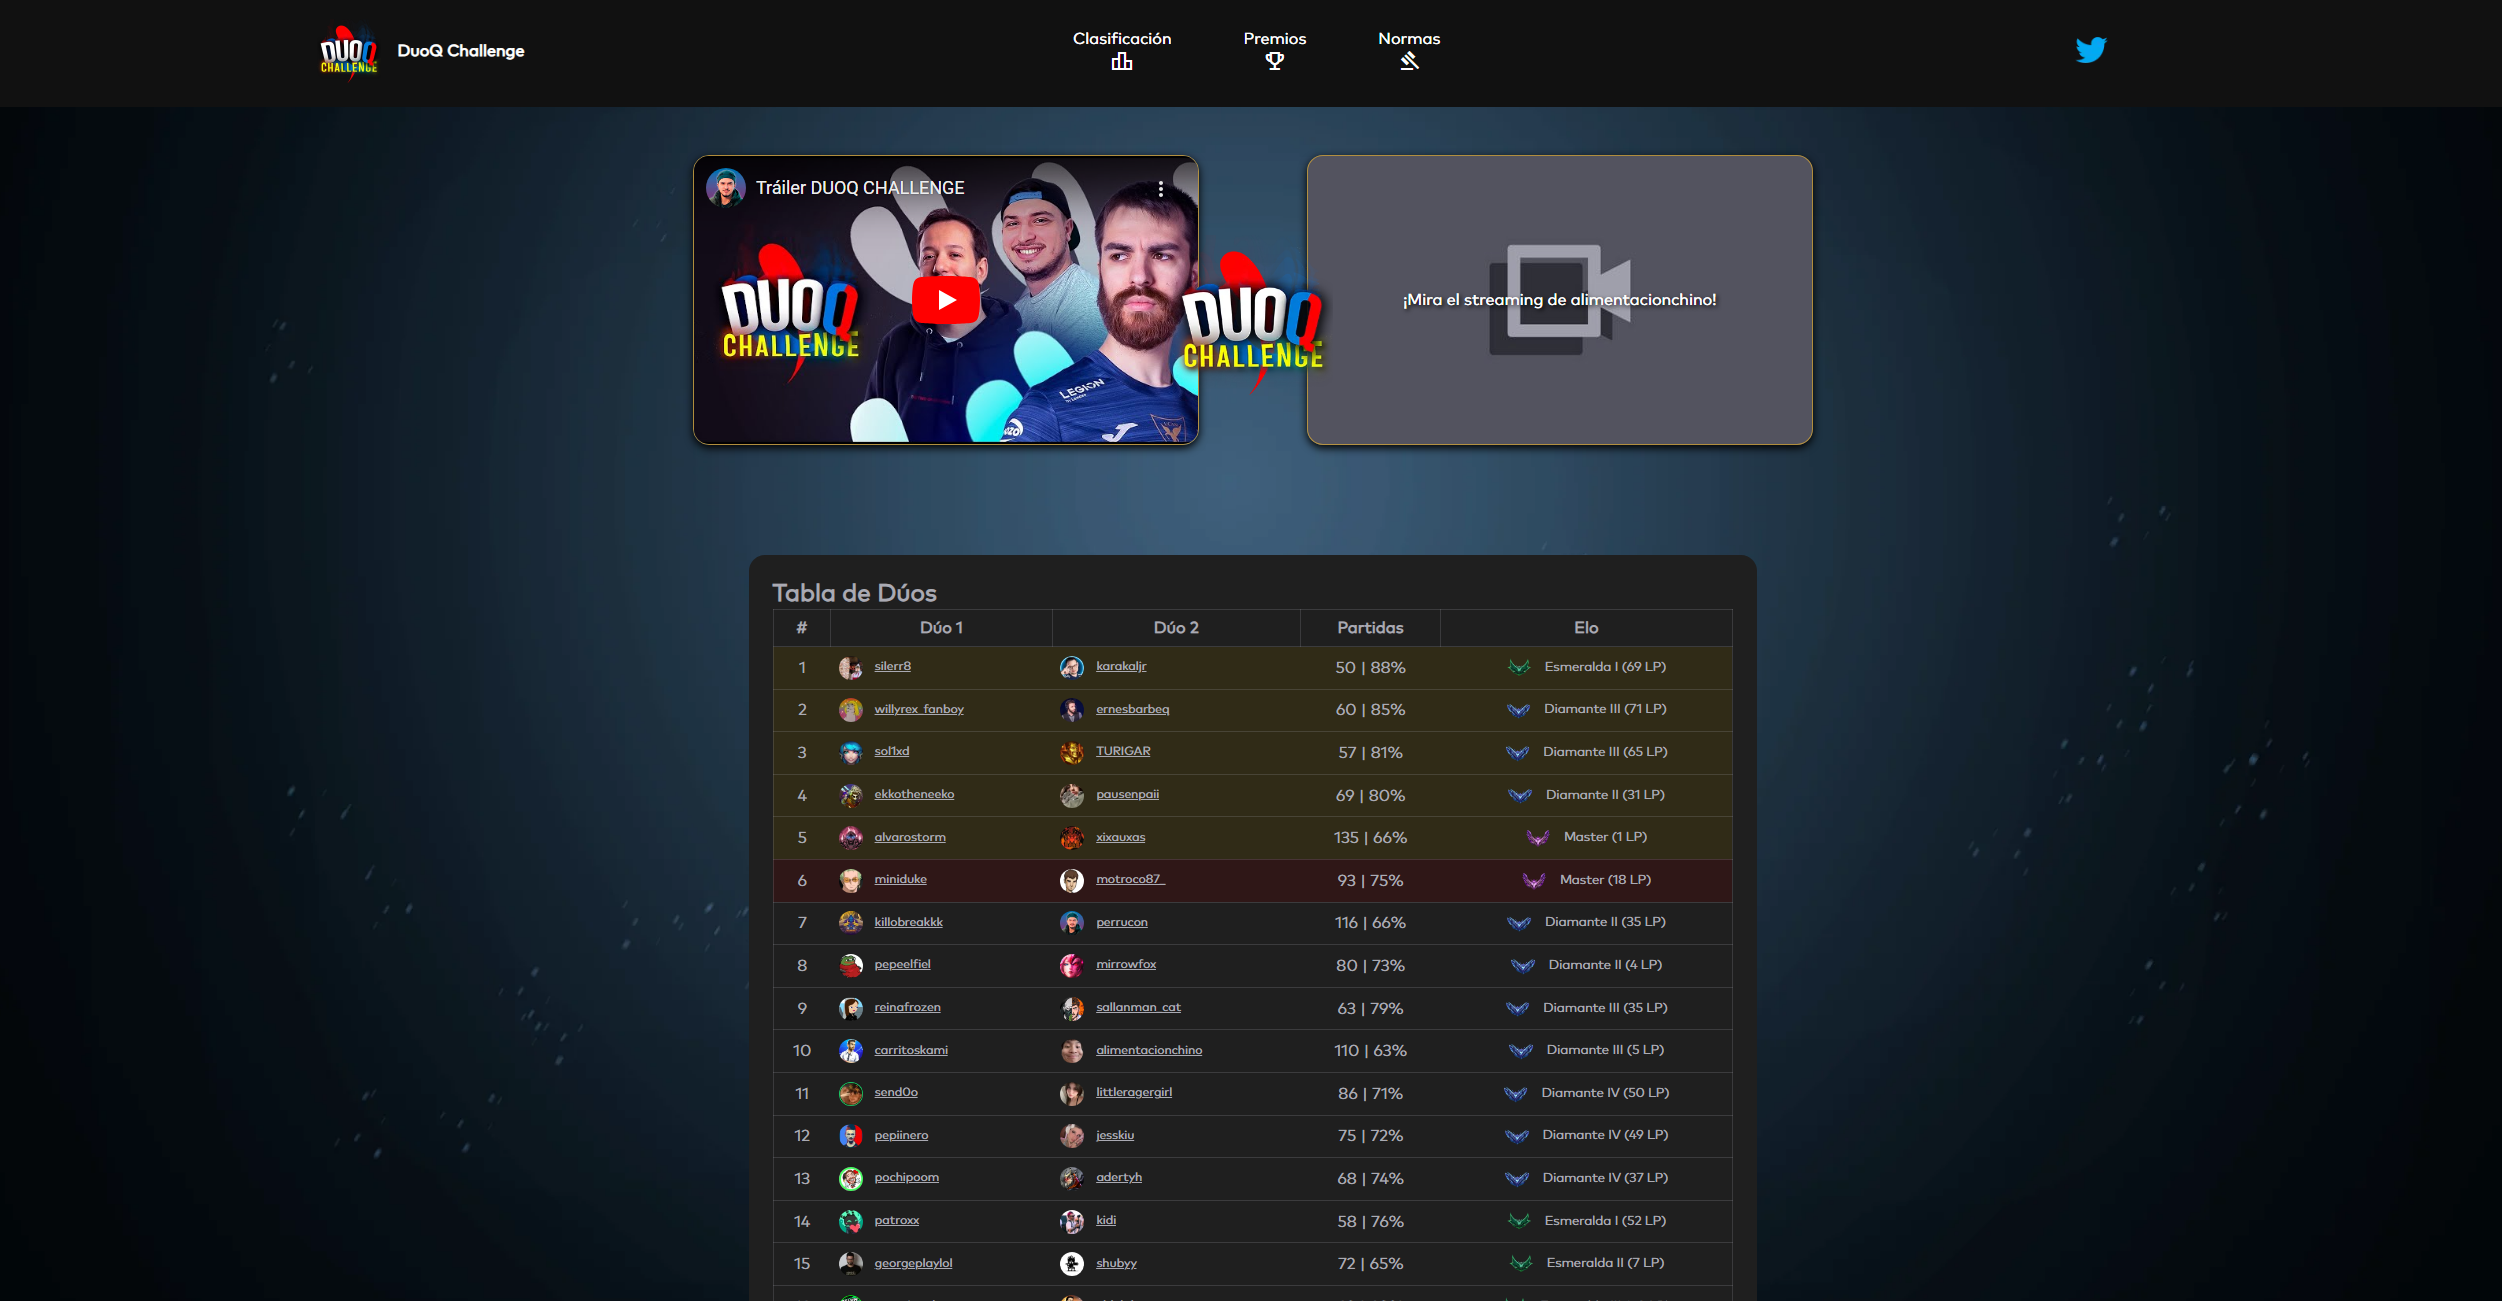 DUOQ CHALLENGE
DuoQ Challenge
Clasificación
Premios
Normas
Tráiler DUOQ CHALLENGE
DUOQ
CHALLENGE
LEGION
DUOQ
CHALLENGE
¡Mira el streaming de alimentacionchino!
Tabla de Dúos
# Dúo 1 Dúo 2 Partidas Elo
1 silerr8 karakaljr 50 | 88% Esmeralda I (69 LP)
2 willyrex_fanboy ernesbarbeq 60 | 85% Diamante III (71 LP)
3 sol1xd TURIGAR 57 | 81% Diamante III (65 LP)
4 ekkotheneeko pausenpaii 69 | 80% Diamante II (31 LP)
5 alvarostorm xixauxas 135 | 66% Master (1 LP)
6 miniduke motroco87_ 93 | 75% Master (18 LP)
7 killobreakkk perrucon 116 | 66% Diamante II (35 LP)
8 pepeelfiel mirrowfox 80 | 73% Diamante II (4 LP)
9 reinafrozen sallanman_cat 63 | 79% Diamante III (35 LP)
10 carritoskami alimentacionchino 110 | 63% Diamante III (5 LP)
11 send0o littleragergirl 86 | 71% Diamante IV (50 LP)
12 pepiinero jesskiu 75 | 72% Diamante IV (49 LP)
13 pochipoom adertyh 68 | 74% Diamante IV (37 LP)
14 patroxx kidi 58 | 76% Esmeralda I (52 LP)
15 georgeplaylol shubyy 72 | 65% Esmeralda II (7 LP)